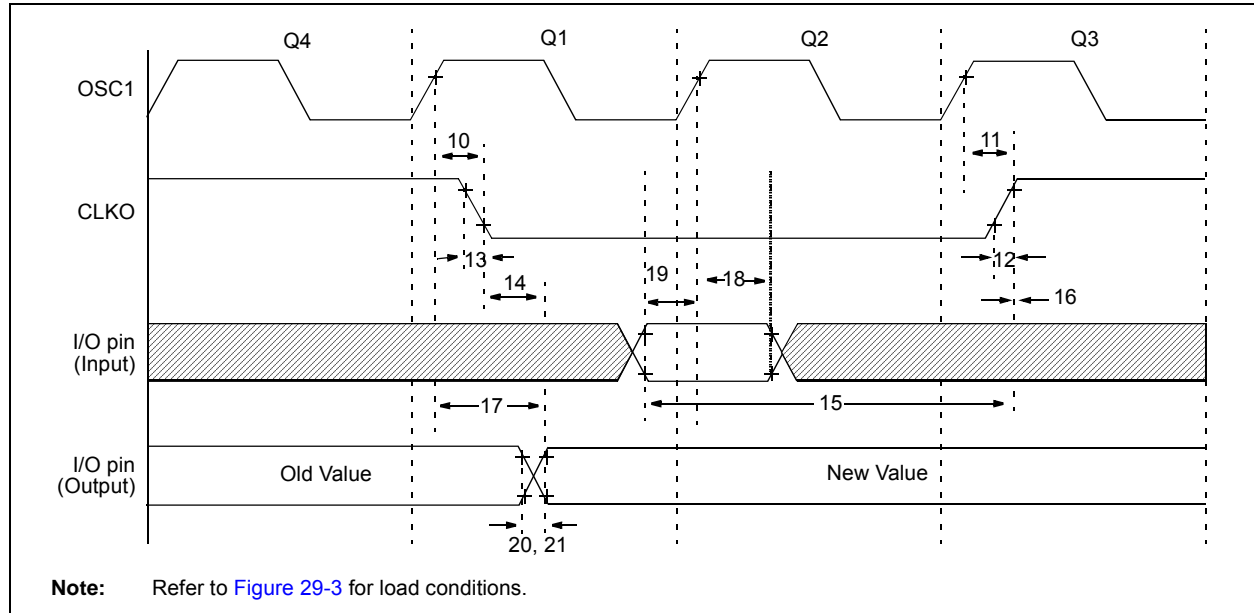 Q4 Q1 Q2 Q3
OSC1
10 11
CLKO
13 12
14 19 18 16
I/O pin
(Input)
17 15
I/O pin
(Output)
Old Value New Value
20, 21
Note: Refer to Figure 29-3 for load conditions.